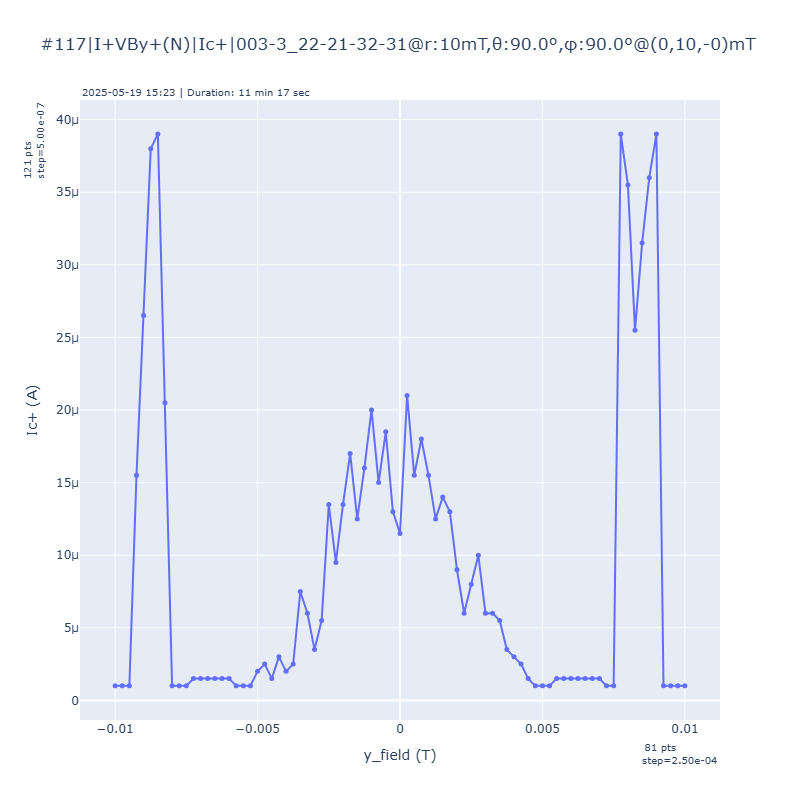 #117|I+VBy+(N)|Ic+|003-3_22-21-32-31@r:10mT,θ:90.0º,φ:90.0º@(0,10,-0)mT
2025-05-19 15:23 | Duration: 11 min 17 sec
121 pts
step=5.00e-07
40μ
35μ
30μ
25μ
20μ
15μ
10μ
5μ
0
Ic+ (A)
−0.01
−0.005
0
0.005
0.01
y_field (T)
81 pts
step=2.50e-04